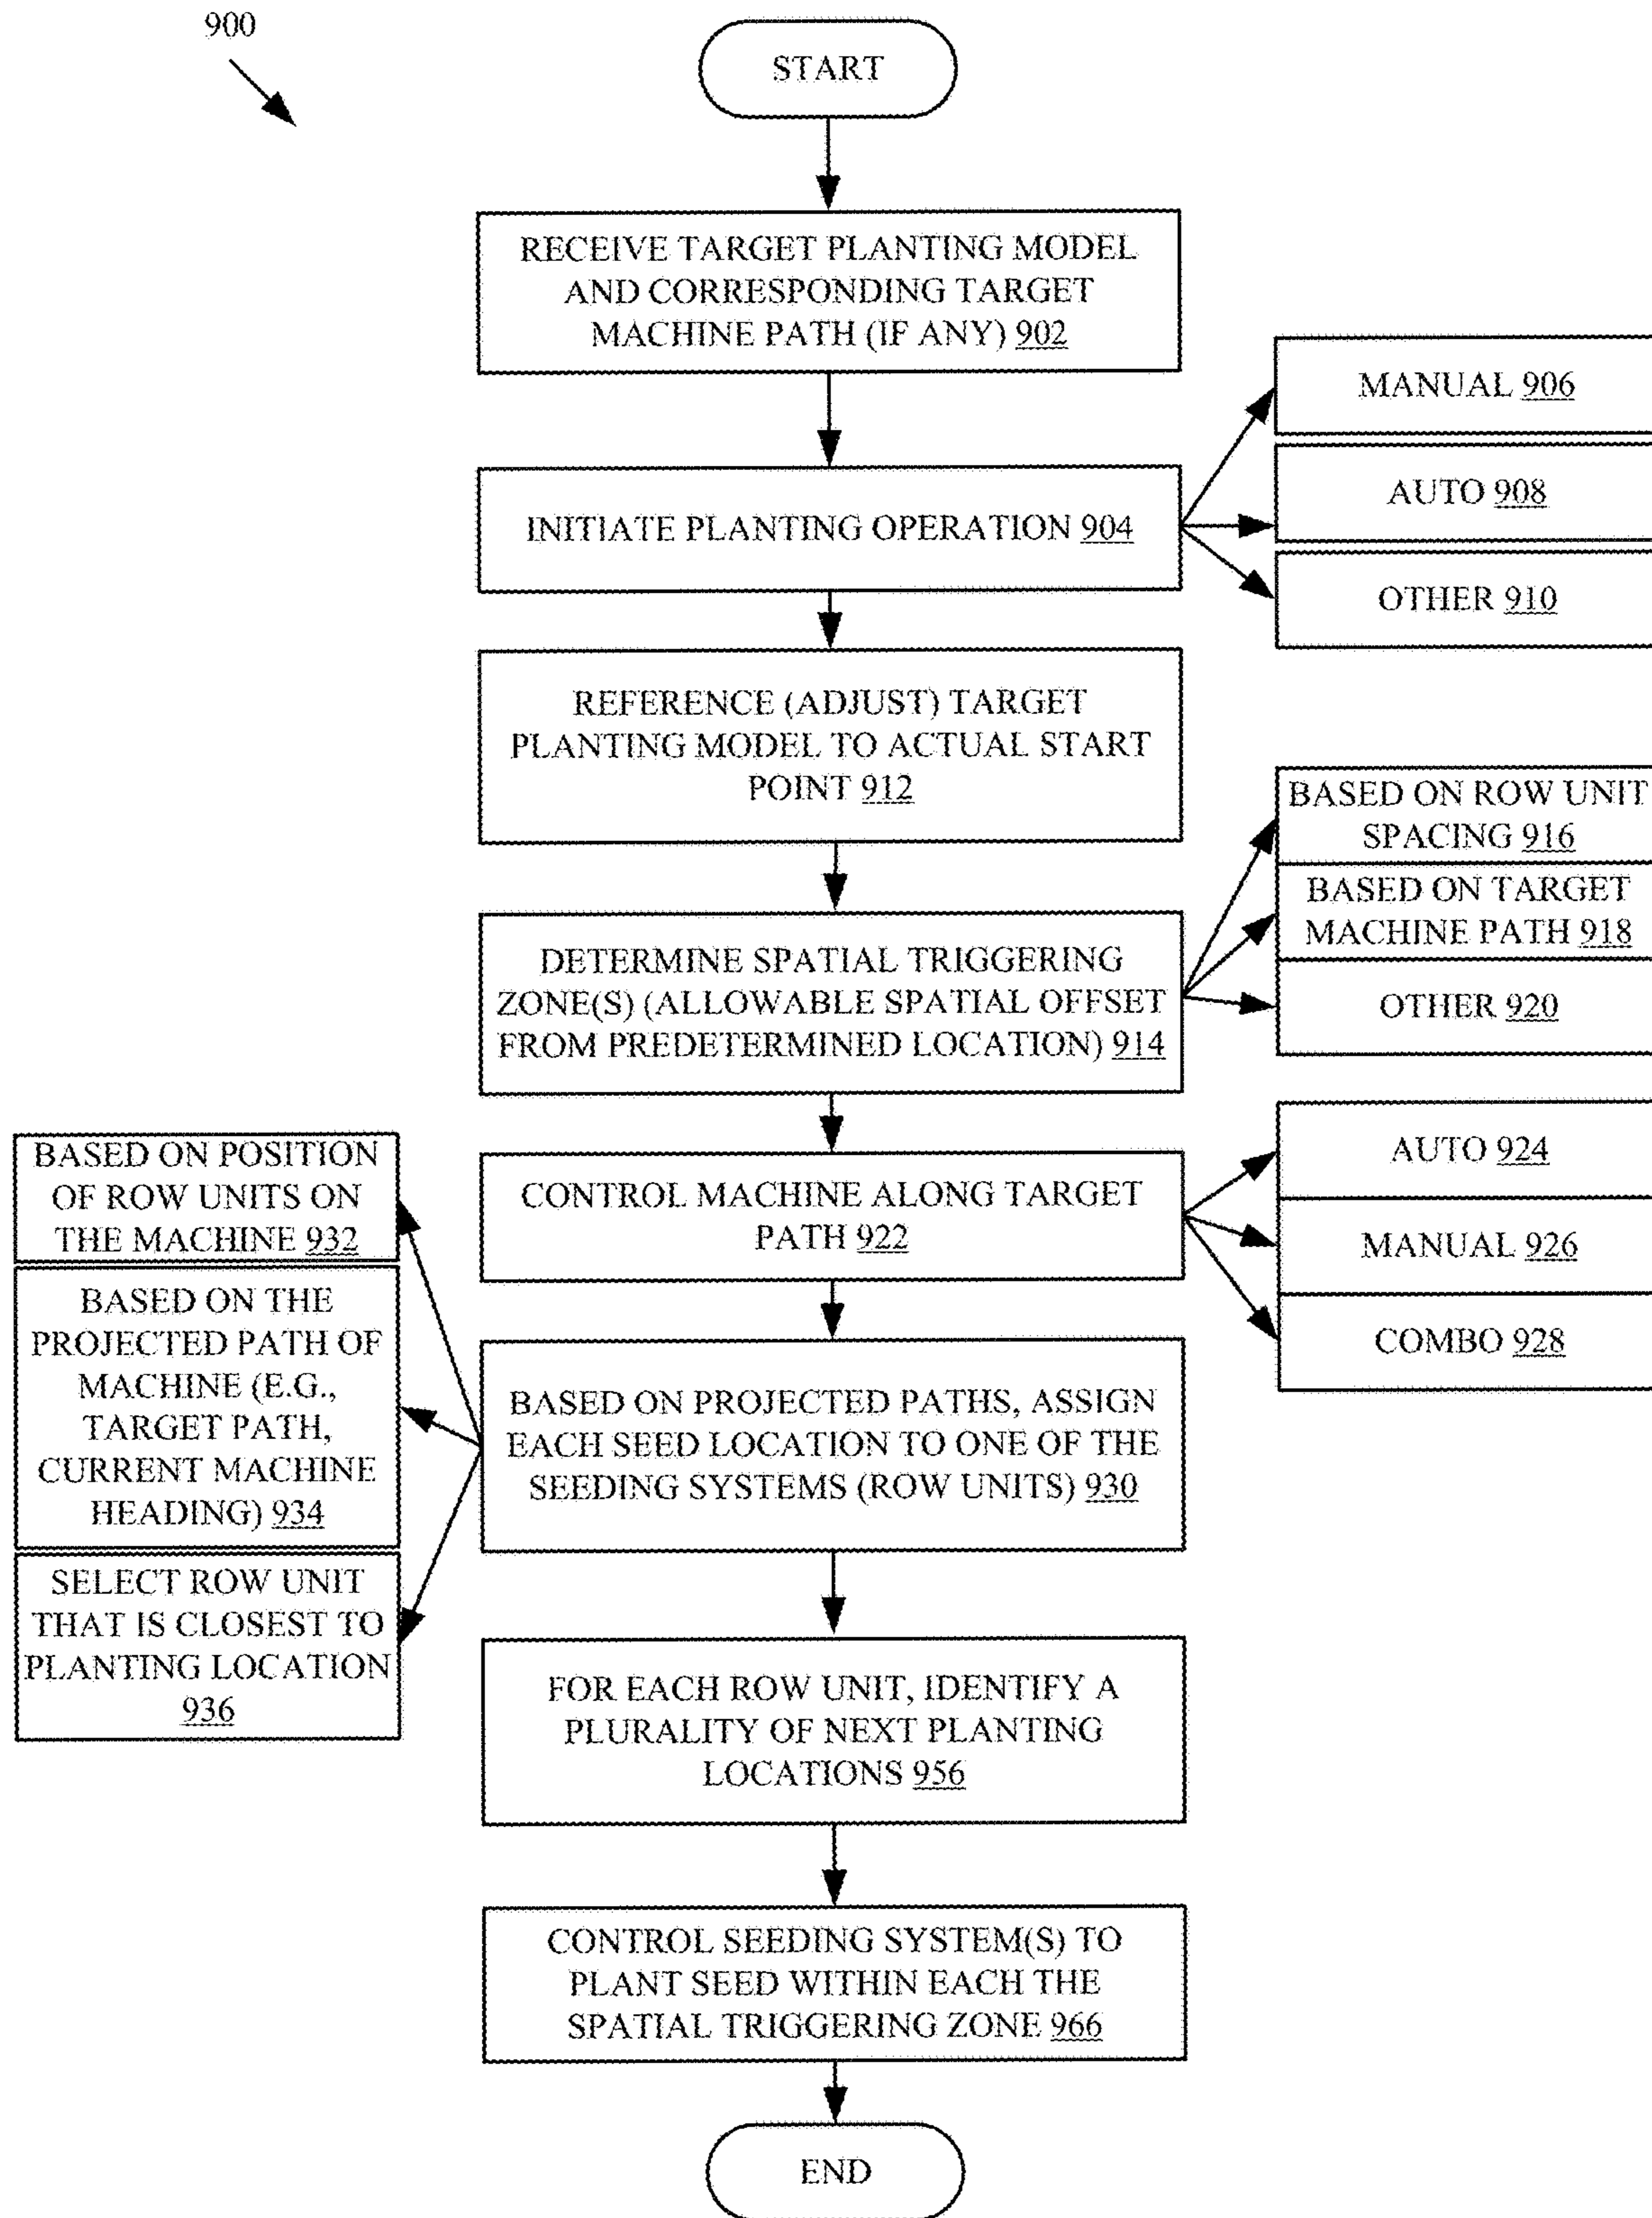 900
START
RECEIVE TARGET PLANTING MODEL
AND CORRESPONDING TARGET
MACHINE PATH (IF ANY) 902
INITIATE PLANTING OPERATION 904
MANUAL 906
AUTO 908
OTHER 910
REFERENCE (ADJUST) TARGET
PLANTING MODEL TO ACTUAL START
POINT 912
DETERMINE SPATIAL TRIGGERING
ZONE(S) (ALLOWABLE SPATIAL OFFSET
FROM PREDETERMINED LOCATION) 914
BASED ON ROW UNIT
SPACING 916
BASED ON TARGET
MACHINE PATH 918
OTHER 920
CONTROL MACHINE ALONG TARGET
PATH 922
AUTO 924
MANUAL 926
COMBO 928
BASED ON PROJECTED PATHS, ASSIGN
EACH SEED LOCATION TO ONE OF THE
SEEDING SYSTEMS (ROW UNITS) 930
BASED ON POSITION
OF ROW UNITS ON
THE MACHINE 932
BASED ON THE
PROJECTED PATH OF
MACHINE (E.G.,
TARGET PATH,
CURRENT MACHINE
HEADING) 934
SELECT ROW UNIT
THAT IS CLOSEST TO
PLANTING LOCATION
936
FOR EACH ROW UNIT, IDENTIFY A
PLURALITY OF NEXT PLANTING
LOCATIONS 956
CONTROL SEEDING SYSTEM(S) TO
PLANT SEED WITHIN EACH THE
SPATIAL TRIGGERING ZONE 966
END